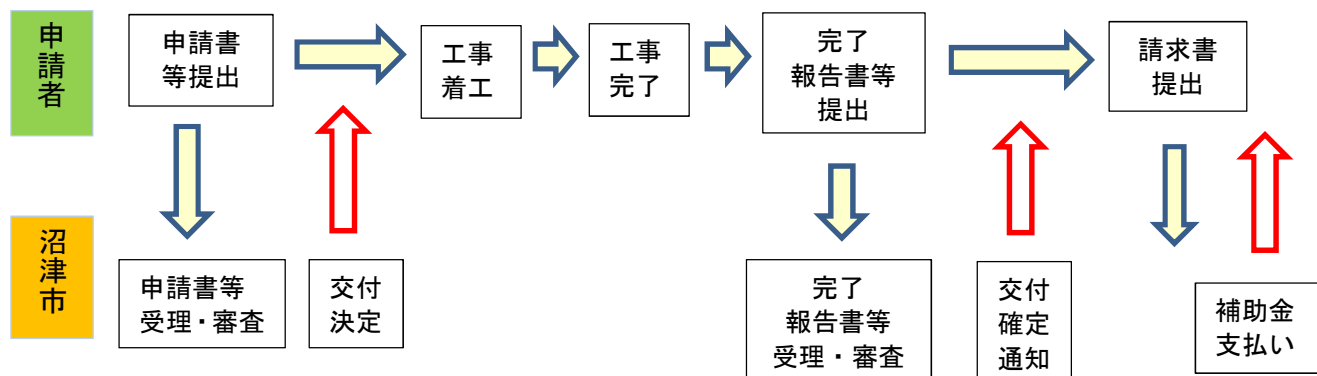 申請者
申請書
等提出
工事
着工
工事
完了
完了
報告書等
提出
請求書
提出
沼津市
申請書等
受理・審査
交付
決定
完了
報告書等
受理・審査
交付
確定
通知
補助金
支払い